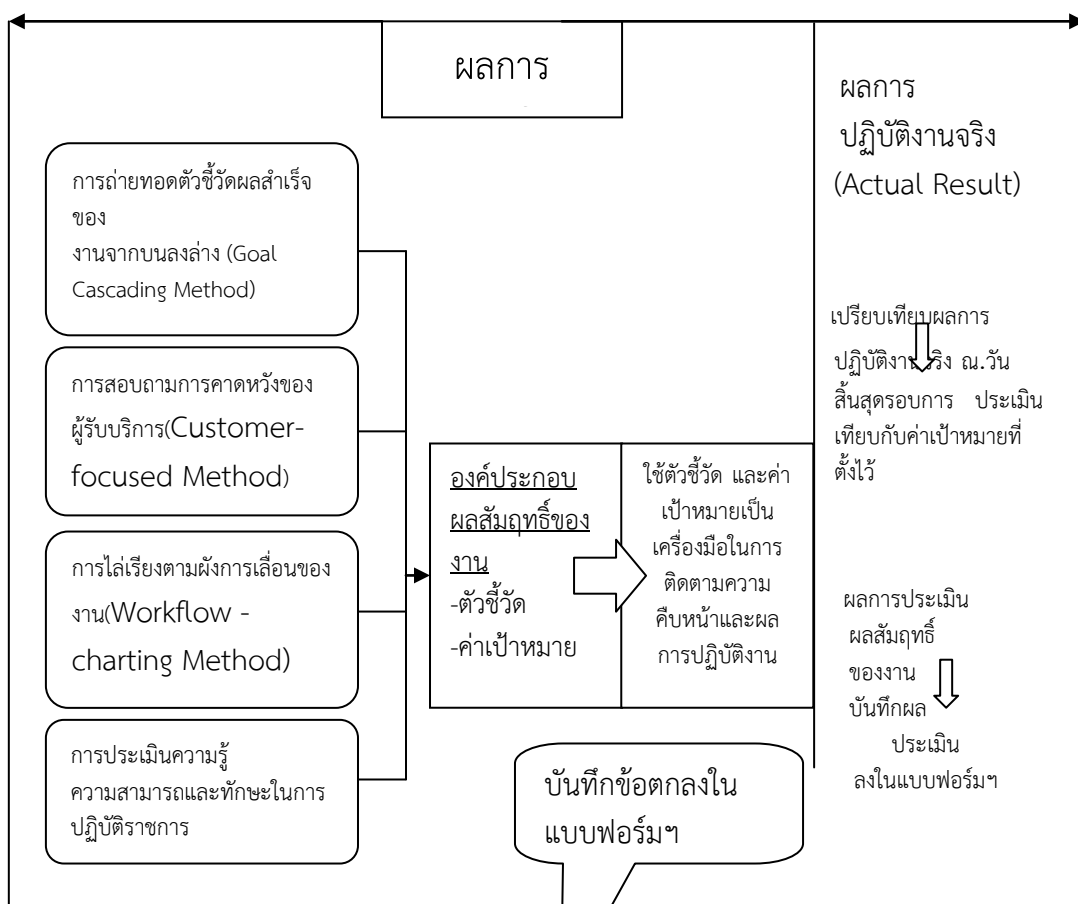 ผลการ
ผลการ
ปฏิบัติงานจริง
(Actual Result)
การถ่ายทอดตัวชี้วัดผลสำเร็จ
ของ
งานจากบนลงล่าง (Goal
Cascading Method)
การสอบถามการคาดหวังของ
ผู้รับบริการ(Customer-
focused Method)
การไล่เรียงตามผังการเลื่อนของ
งาน(Workflow -
charting Method)
การประเมินความรู้
ความสามารถและทักษะในการ
ปฏิบัติราชการ
องค์ประกอบ
ผลสัมฤทธิ์ของ
งาน
-ตัวชี้วัด
-ค่าเป้าหมาย
ใช้ตัวชี้วัด และค่า
เป้าหมายเป็น
เครื่องมือในการ
ติดตามความ
คืบหน้าและผล
การปฏิบัติงาน
บันทึกข้อตกลงใน
แบบฟอร์มฯ
เปรียบเทียบผลการ
ปฏิบัติงานจริง ณ.วัน
สิ้นสุดรอบการ ประเมิน
เทียบกับค่าเป้าหมายที่
ตั้งไว้
ผลการประเมิน
ผลสัมฤทธิ์
ของงาน
บันทึกผล
ประเมิน
ลงในแบบฟอร์มฯ